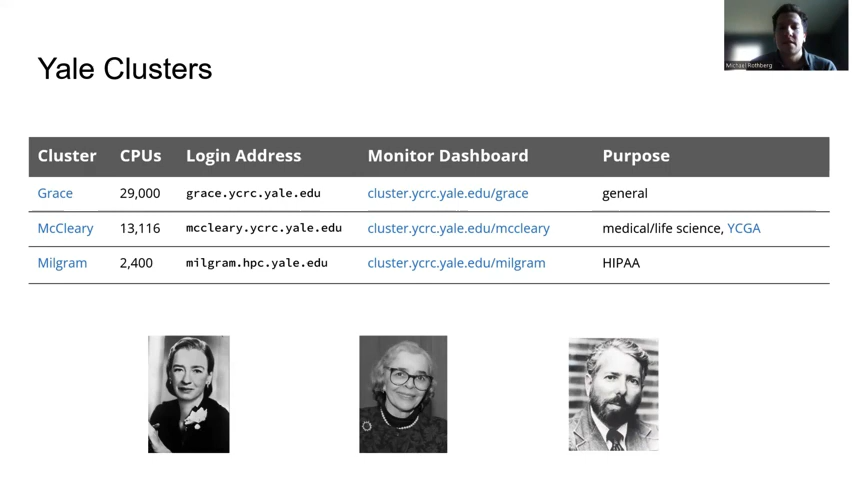 Michael Rothberg
Yale Clusters
Cluster CPUs Login Address Monitor Dashboard Purpose
Grace 29,000 grace.ycrc.yale.edu cluster.ycrc.yale.edu/grace general
McCleary 13,116 mccleary.ycrc.yale.edu cluster.ycrc.yale.edu/mccleary medical/life science, YCGA
Milgram 2,400 milgram.hpc.yale.edu cluster.ycrc.yale.edu/milgram HIPAA